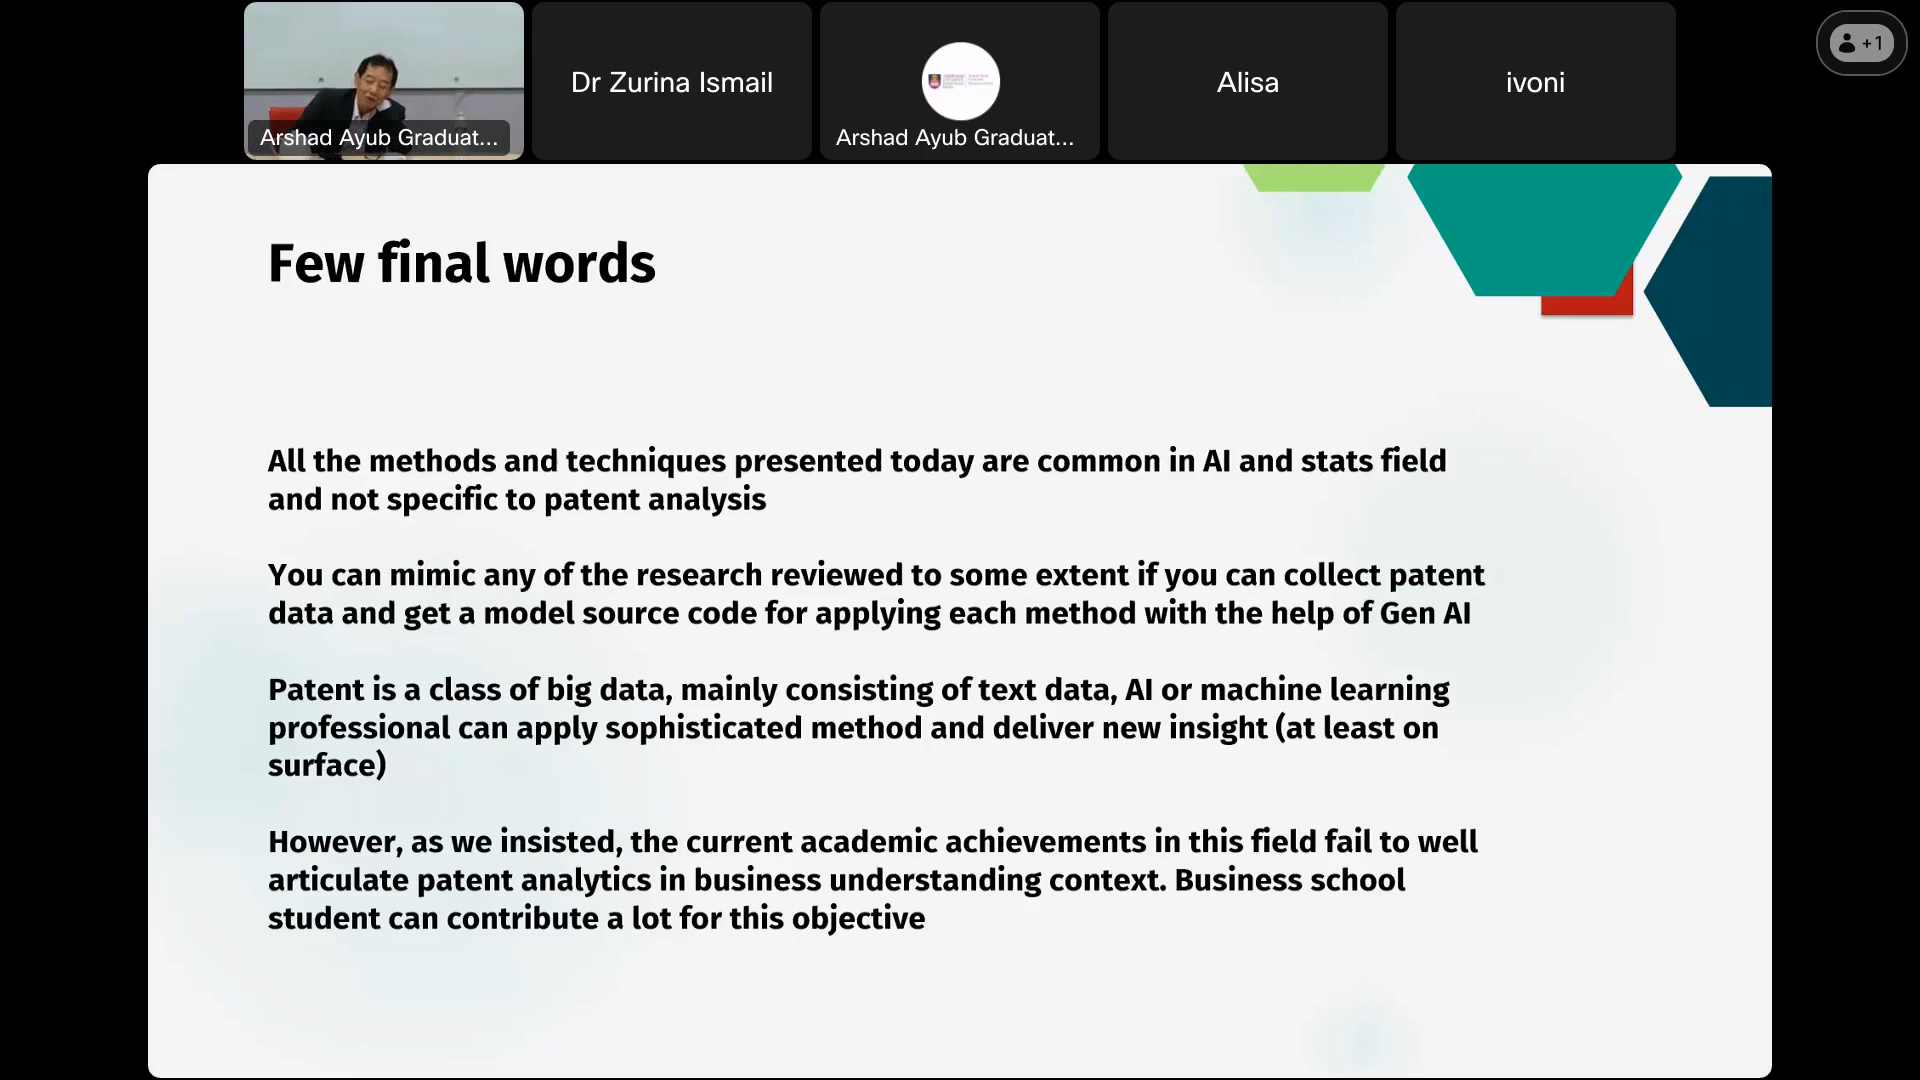 Arshad Ayub Graduat...
Dr Zurina Ismail
Arshad Ayub Graduat...
Alisa
ivoni
+1
Few final words
All the methods and techniques presented today are common in AI and stats field
and not specific to patent analysis
You can mimic any of the research reviewed to some extent if you can collect patent
data and get a model source code for applying each method with the help of Gen AI
Patent is a class of big data, mainly consisting of text data, AI or machine learning
professional can apply sophisticated method and deliver new insight (at least on
surface)
However, as we insisted, the current academic achievements in this field fail to well
articulate patent analytics in business understanding context. Business school
student can contribute a lot for this objective